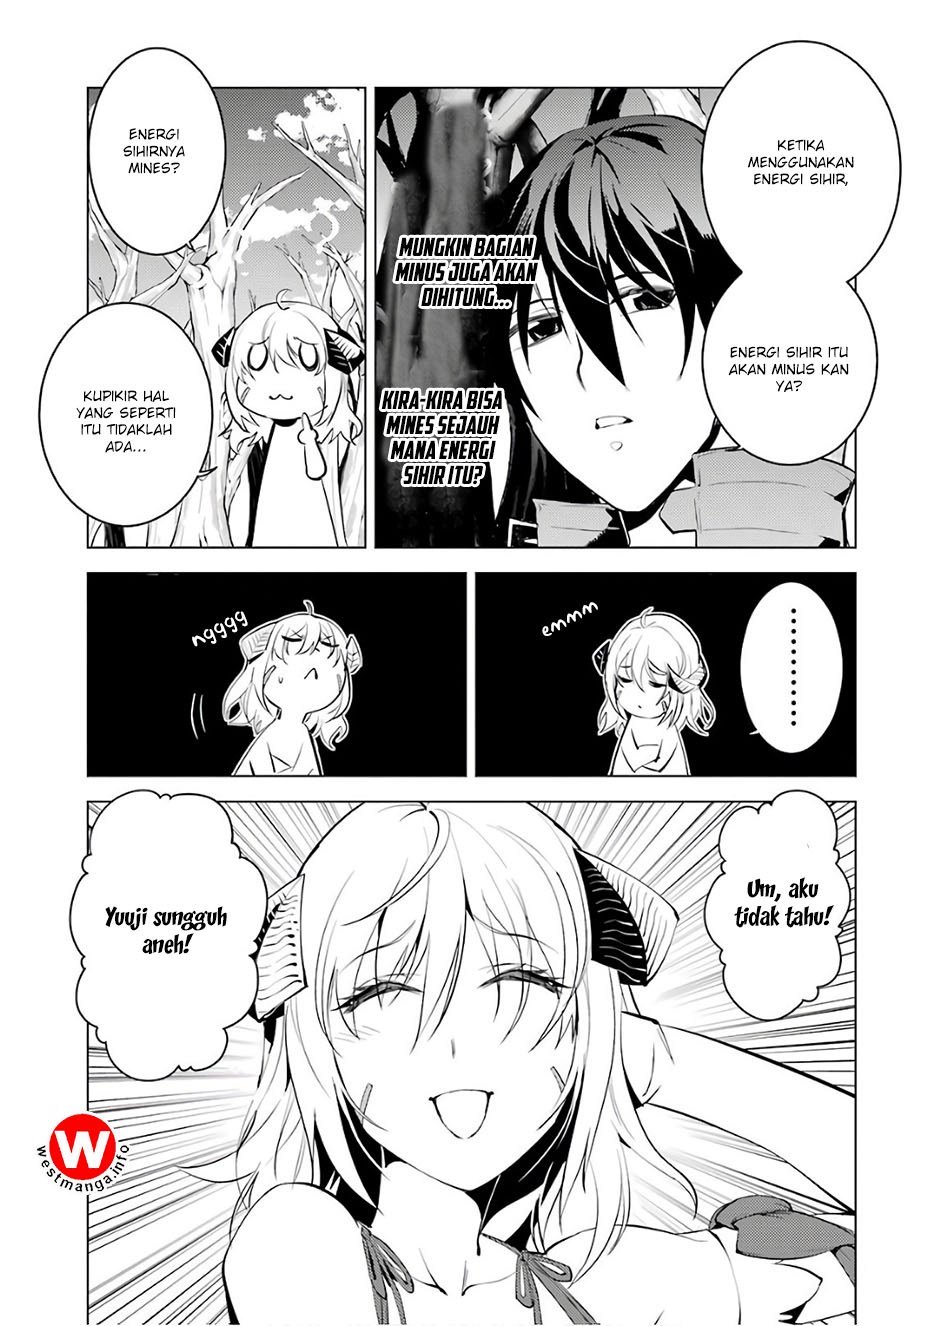 KETIKA
MENGGUNAKAN
ENERGI SIHIR,
ENERGI SIHIR ITU
AKAN MINUS KAN
YA?
MUNGKIN BAGIAN
MINUS JUGA AKAN
DIHITUNG...
KIRA-KIRA BISA
MINES SEJAUH
MANA ENERGI
SIHIR ITU?
ENERGI
SIHIRNYA
MINES?
KUPIKIR HAL
YANG SEPERTI
ITU TIDAKLAH
ADA...
..........
emmm
ngggg
Um, aku
tidak tahu!
Yuuji sungguh
aneh!
W
westmanga.info